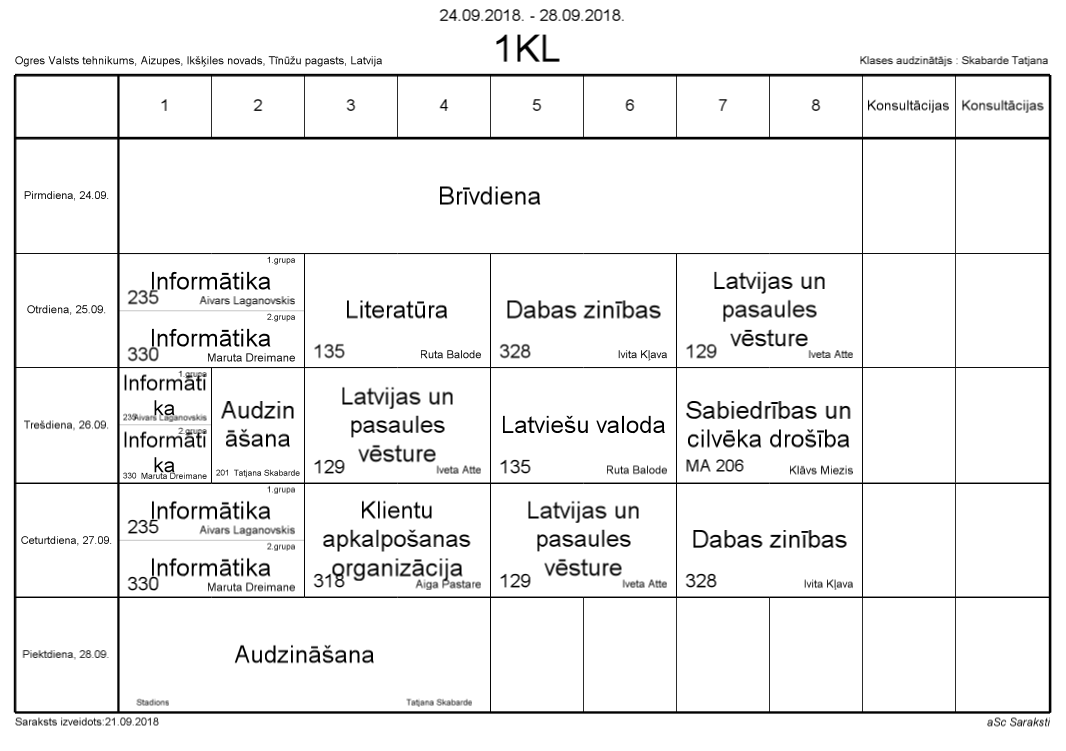 24.09.2018. - 28.09.2018.
1KL
Ogres Valsts tehnikums, Aizupes, Ikšķiles novads, Tīnūžu pagasts, Latvija
Klases audzinātājs : Skabarde Tatjana
1 2 3 4 5 6 7 8 Konsultācijas Konsultācijas
Pirmdiena, 24.09.
Brīvdiena
Otrdiena, 25.09.
1.grupa
Informātika
235 Aivars Laganovskis
2.grupa
Informātika
330 Maruta Dreimane
Literatūra
135 Ruta Balode
Dabas zinības
328 Ivita Kļava
Latvijas un
pasaules
vēsture
129 Iveta Atte
Trešdiena, 26.09.
1.grupa
Informāti
ka
235 Aivars Laganovskis
2.grupa
Informāti
ka
330 Maruta Dreimane
Audzin
āšana
201 Tatjana Skabarde
Latvijas un
pasaules
vēsture
129 Iveta Atte
Latviešu valoda
135 Ruta Balode
Sabiedrības un
cilvēka drošība
MA 206 Klāvs Miezis
Ceturtdiena, 27.09.
1.grupa
Informātika
235 Aivars Laganovskis
2.grupa
Informātika
330 Maruta Dreimane
Klientu
apkalpošanas
organizācija
318 Aiga Pastare
Latvijas un
pasaules
vēsture
129 Iveta Atte
Dabas zinības
328 Ivita Kļava
Piektdiena, 28.09.
Audzināšana
Stadions Tatjana Skabarde
Saraksts izveidots:21.09.2018
aSc Saraksti